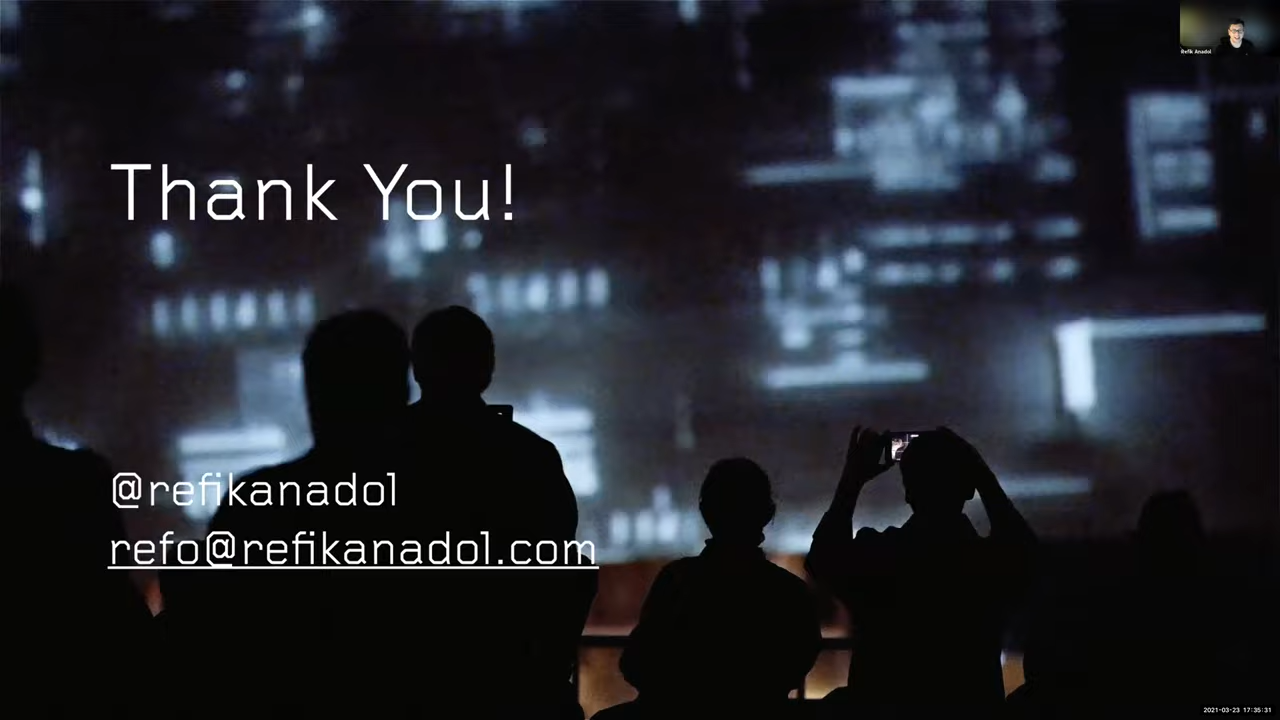 Refik Anadol
Thank You!
@refikanadol
refo@refikanadol.com
2021-03-23 17:35:31